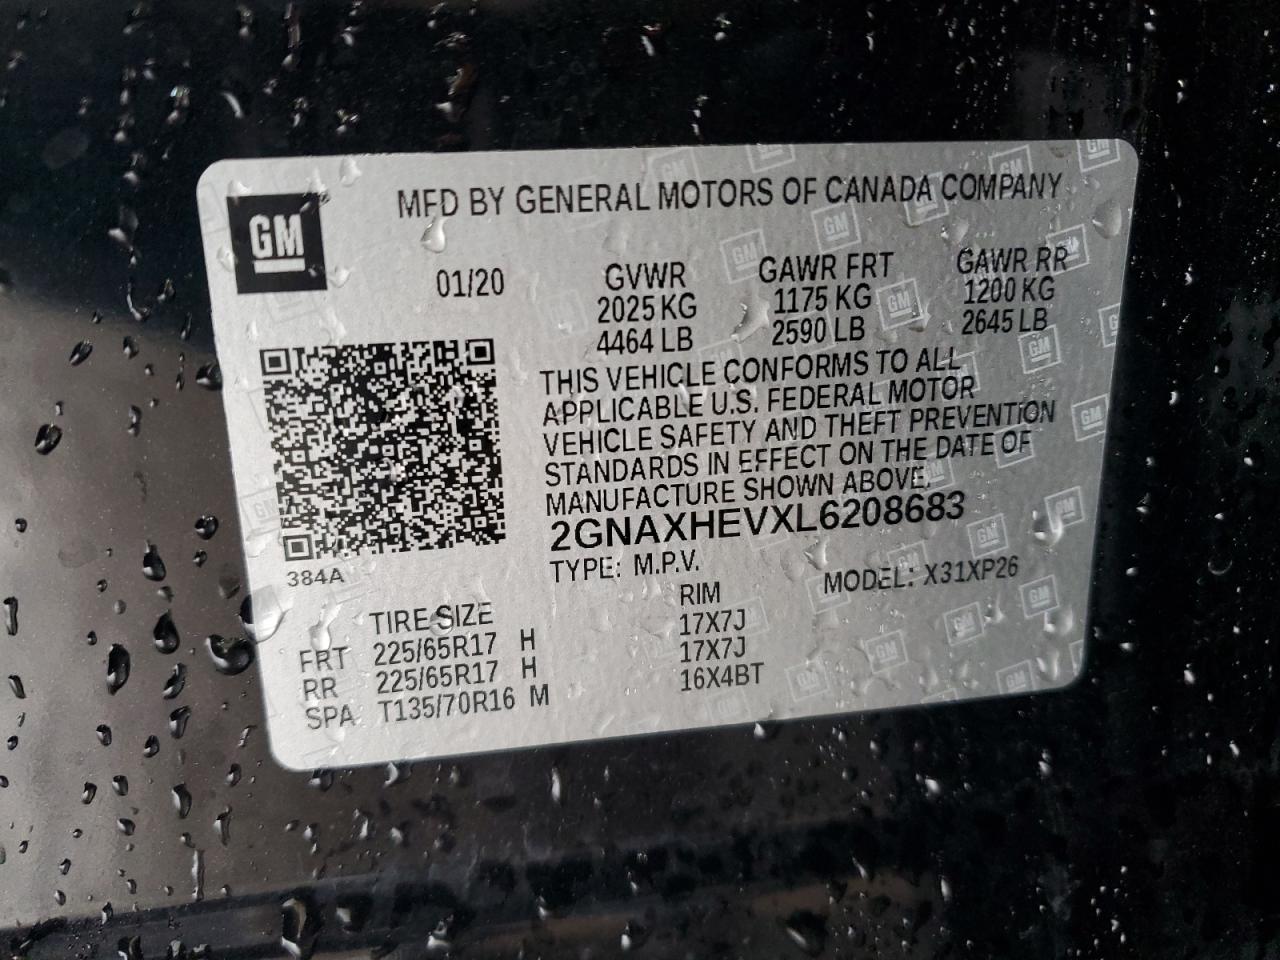 GM
MFD BY GENERAL MOTORS OF CANADA COMPANY
01/20
GVWR GAWR FRT GAWR RR
2025 KG 1175 KG 1200 KG
4464 LB 2590 LB 2645 LB
THIS VEHICLE CONFORMS TO ALL
APPLICABLE U.S. FEDERAL MOTOR
VEHICLE SAFETY AND THEFT PREVENTION
STANDARDS IN EFFECT ON THE DATE OF
MANUFACTURE SHOWN ABOVE.
2GNAXHEVXL6208683
TYPE: M.P.V. MODEL: X31XP26
384A
TIRE SIZE RIM
FRT 225/65R17 H 17X7J
RR 225/65R17 H 17X7J
SPA T135/70R16 M 16X4BT